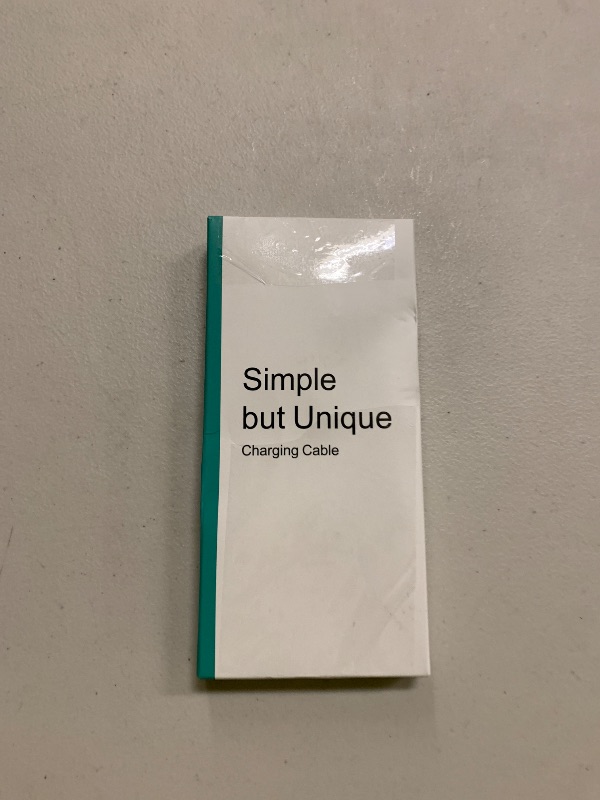 Simple
but Unique
Charging Cable